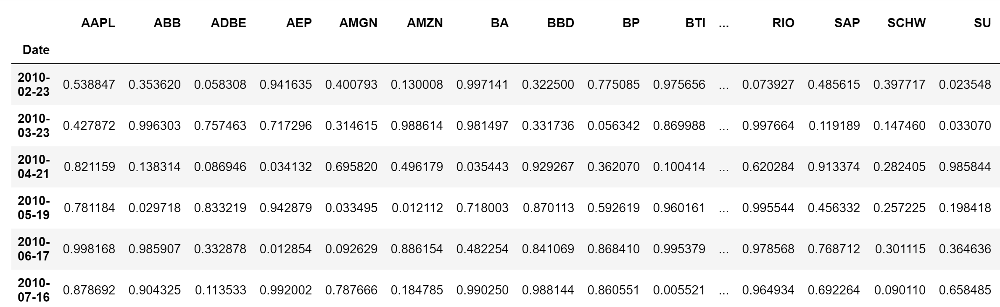 AAPL ABB ADBE AEP AMGN AMZN BA BBD BP BTI ... RIO SAP SCHW SU
Date
2010-02-23 0.538847 0.353620 0.058308 0.941635 0.400793 0.130008 0.997141 0.322500 0.775085 0.975656 ... 0.073927 0.485615 0.397717 0.023548
2010-03-23 0.427872 0.996303 0.757463 0.717296 0.314615 0.988614 0.981497 0.331736 0.056342 0.869988 ... 0.997664 0.119189 0.147460 0.033070
2010-04-21 0.821159 0.138314 0.086946 0.034132 0.695820 0.496179 0.035443 0.929267 0.362070 0.100414 ... 0.620284 0.913374 0.282405 0.985844
2010-05-19 0.781184 0.029718 0.833219 0.942879 0.033495 0.012112 0.718003 0.870113 0.592619 0.960161 ... 0.995544 0.456332 0.257225 0.198418
2010-06-17 0.998168 0.985907 0.332878 0.012854 0.092629 0.886154 0.482254 0.841069 0.868410 0.995379 ... 0.978568 0.768712 0.301115 0.364636
2010-07-16 0.878692 0.904325 0.113533 0.992002 0.787666 0.184785 0.990250 0.988144 0.860551 0.005521 ... 0.964934 0.692264 0.090110 0.658485